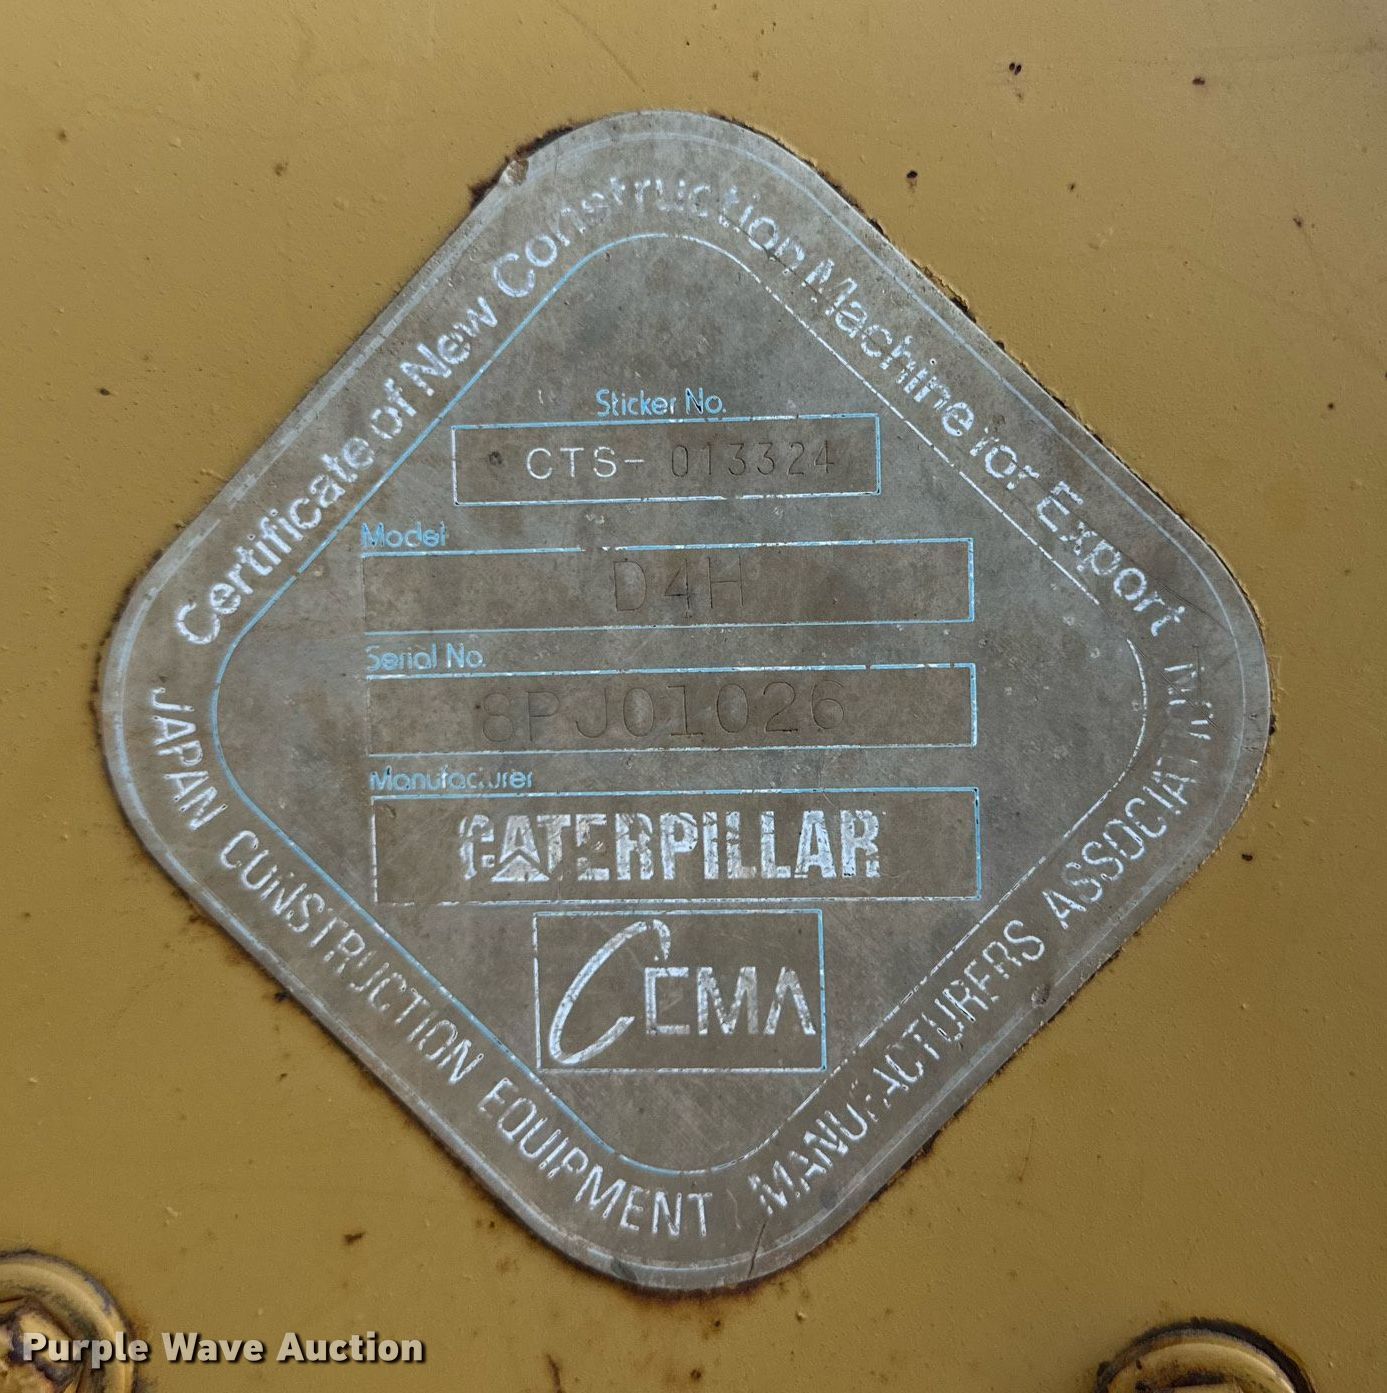 Certificate of New Construction Machine for Export
Sticker No.
CTS- 013324
Model
D4H
Serial No.
8PJ01026
Manufacturer
CATERPILLAR
CEMA
JAPAN CONSTRUCTION EQUIPMENT MANUFACTURERS ASSOCIATION
Purple Wave Auction